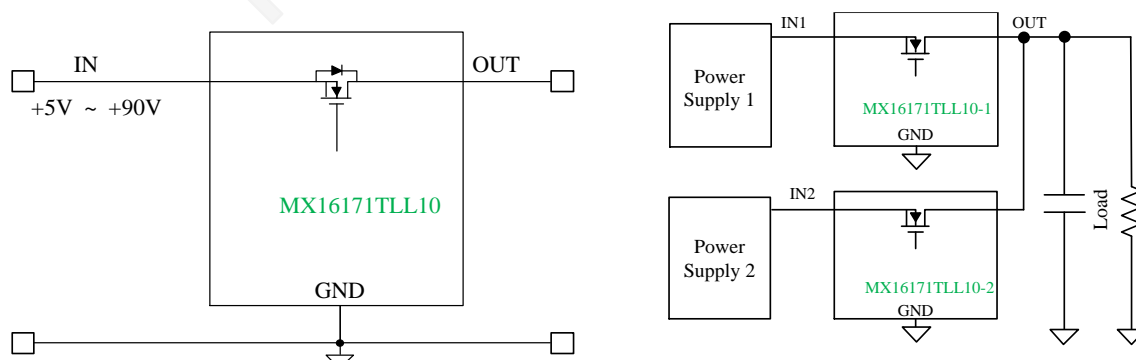 IN
OUT
+5V ~ +90V
MX16171TLL10
GND
IN1
OUT
Power
Supply 1
MX16171TLL10-1
GND
IN2
Power
Supply 2
MX16171TLL10-2
GND
Load